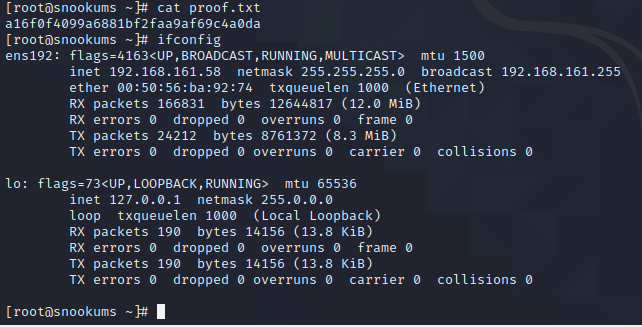 [root@snookums ~]# cat proof.txt
a16f0f4099a6881bf2faa9af69c4a0da
[root@snookums ~]# ifconfig
ens192: flags=4163<UP,BROADCAST,RUNNING,MULTICAST>  mtu 1500
        inet 192.168.161.58  netmask 255.255.255.0  broadcast 192.168.161.255
        ether 00:50:56:ba:92:74  txqueuelen 1000  (Ethernet)
        RX packets 166831  bytes 12644817 (12.0 MiB)
        RX errors 0  dropped 0  overruns 0  frame 0
        TX packets 24212  bytes 8761372 (8.3 MiB)
        TX errors 0  dropped 0 overruns 0  carrier 0  collisions 0

lo: flags=73<UP,LOOPBACK,RUNNING>  mtu 65536
        inet 127.0.0.1  netmask 255.0.0.0
        loop  txqueuelen 1000  (Local Loopback)
        RX packets 190  bytes 14156 (13.8 KiB)
        RX errors 0  dropped 0  overruns 0  frame 0
        TX packets 190  bytes 14156 (13.8 KiB)
        TX errors 0  dropped 0 overruns 0  carrier 0  collisions 0

[root@snookums ~]#